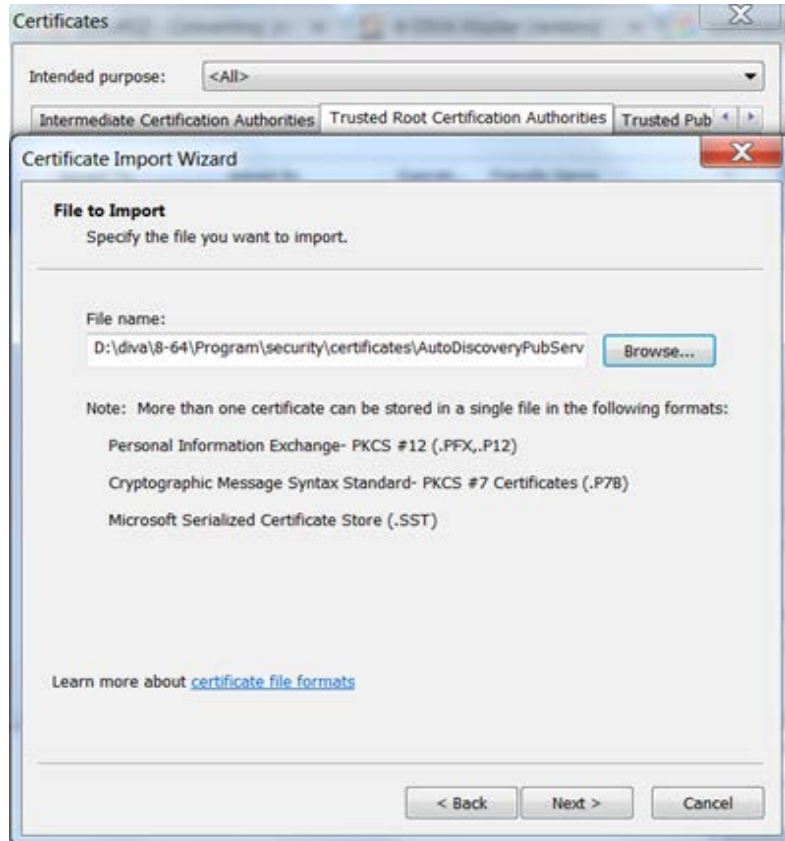 Certificates
Intended purpose: <All>
Intermediate Certification Authorities Trusted Root Certification Authorities Trusted Pub
Certificate Import Wizard
File to Import
Specify the file you want to import.
File name:
D:\diva\8-64\Program\security\certificates\AutoDiscoveryPubServ Browse...
Note: More than one certificate can be stored in a single file in the following formats:
Personal Information Exchange- PKCS #12 (.PFX,.P12)
Cryptographic Message Syntax Standard- PKCS #7 Certificates (.P7B)
Microsoft Serialized Certificate Store (.SST)
Learn more about certificate file formats
< Back Next > Cancel